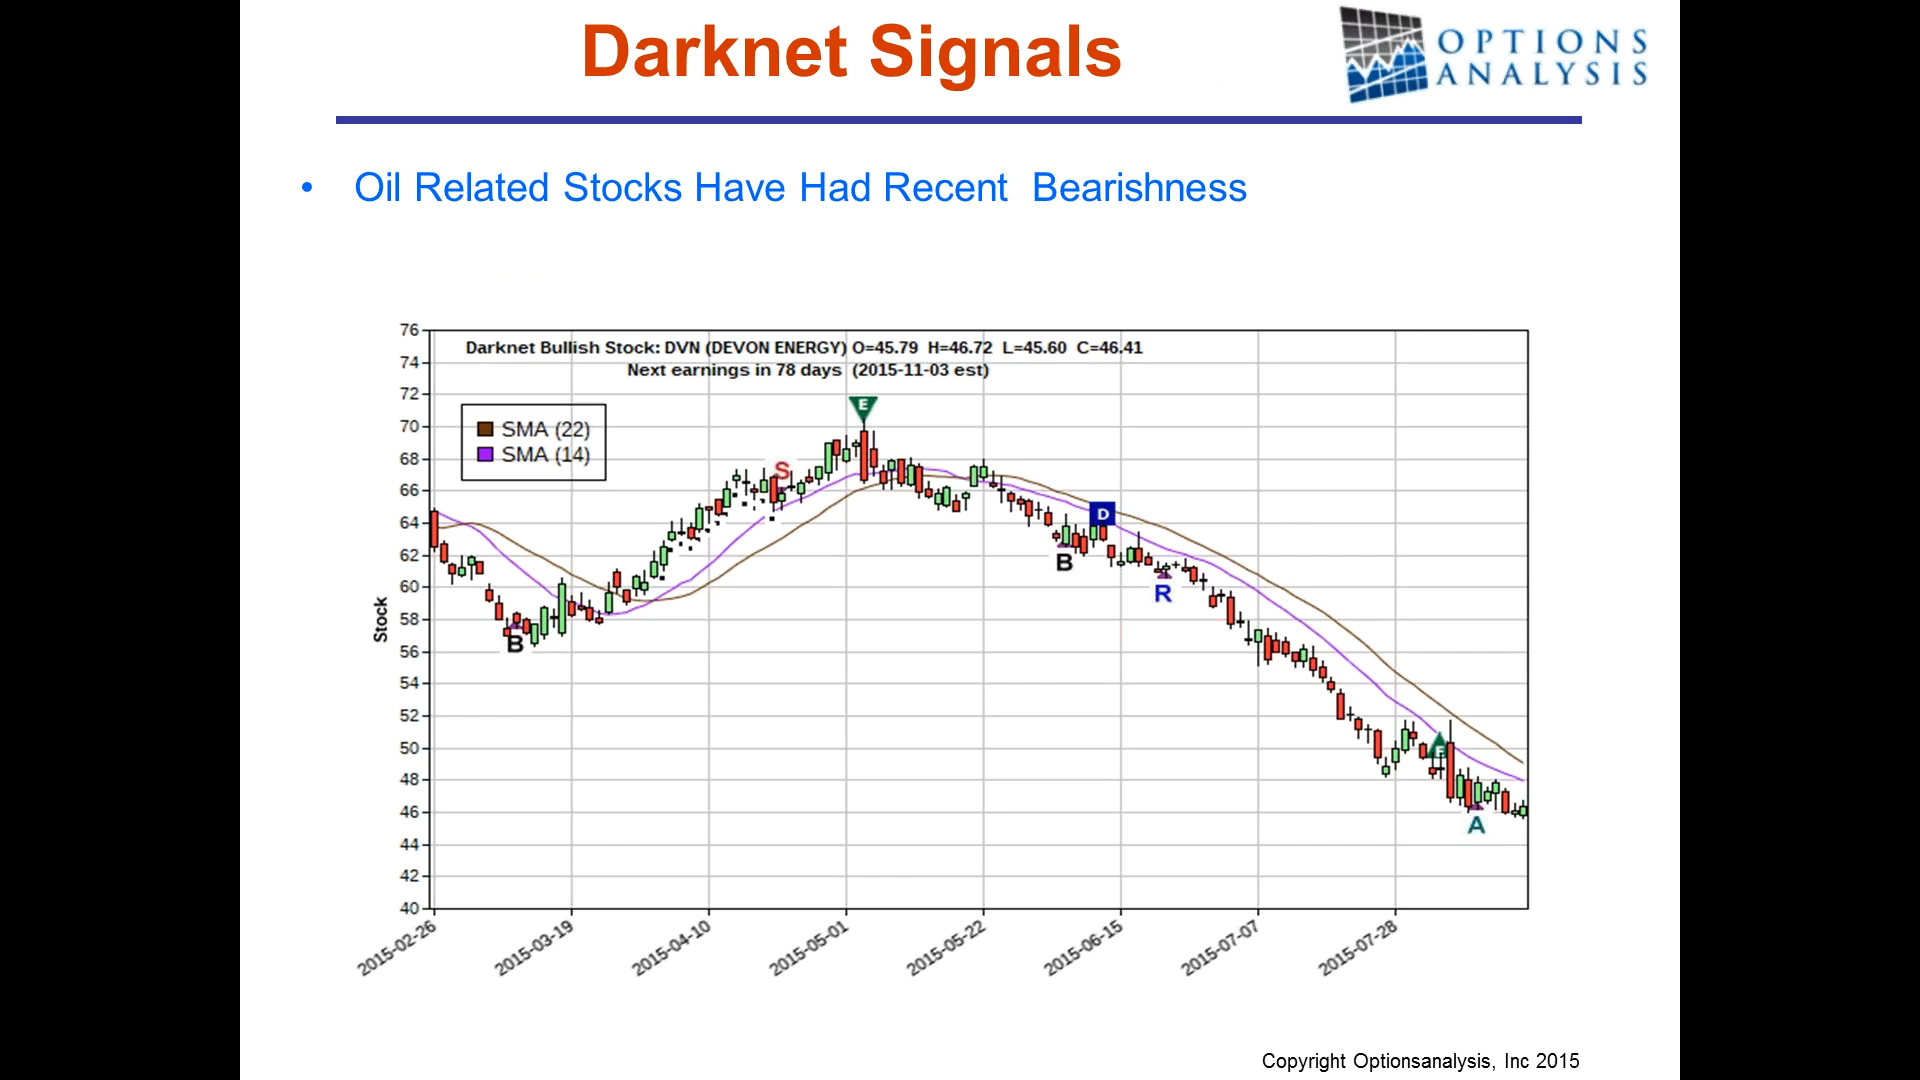 Darknet Signals
OPTIONS
ANALYSIS
• Oil Related Stocks Have Had Recent Bearishness
Darknet Bullish Stock: DVN (DEVON ENERGY) O=45.79 H=46.72 L=45.60 C=46.41
Next earnings in 78 days (2015-11-03 est)
SMA (22)
SMA (14)
Stock
76
74
72
70
68
66
64
62
60
58
56
54
52
50
48
46
44
42
40
E
S
D
B
B
R
E
A
2015-02-26
2015-03-19
2015-04-10
2015-05-01
2015-05-22
2015-06-15
2015-07-07
2015-07-28
Copyright Optionsanalysis, Inc 2015